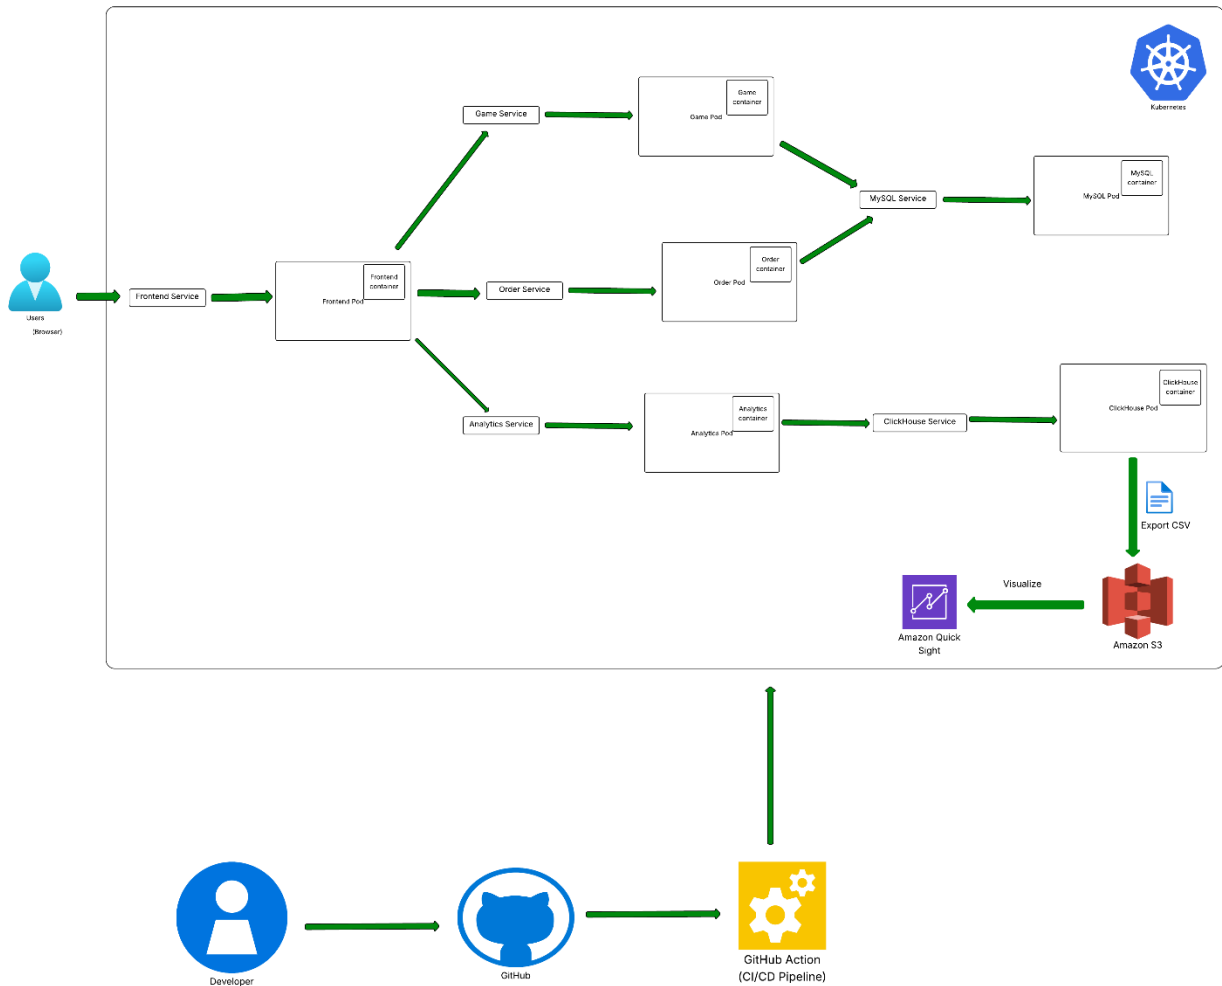 Kubernetes
Game Service
Game Pod
Game
container
MySQL Service
MySQL Pod
MySQL
container
Users
(Browser)
Frontend Service
Frontend Pod
Frontend
container
Order Service
Order Pod
Order
container
Analytics Service
Analytics Pod
Analytics
container
ClickHouse Service
ClickHouse Pod
ClickHause
container
Export CSV
Amazon S3
Visualize
Amazon Quick
Sight
Developer
GitHub
GitHub Action
(CI/CD Pipeline)